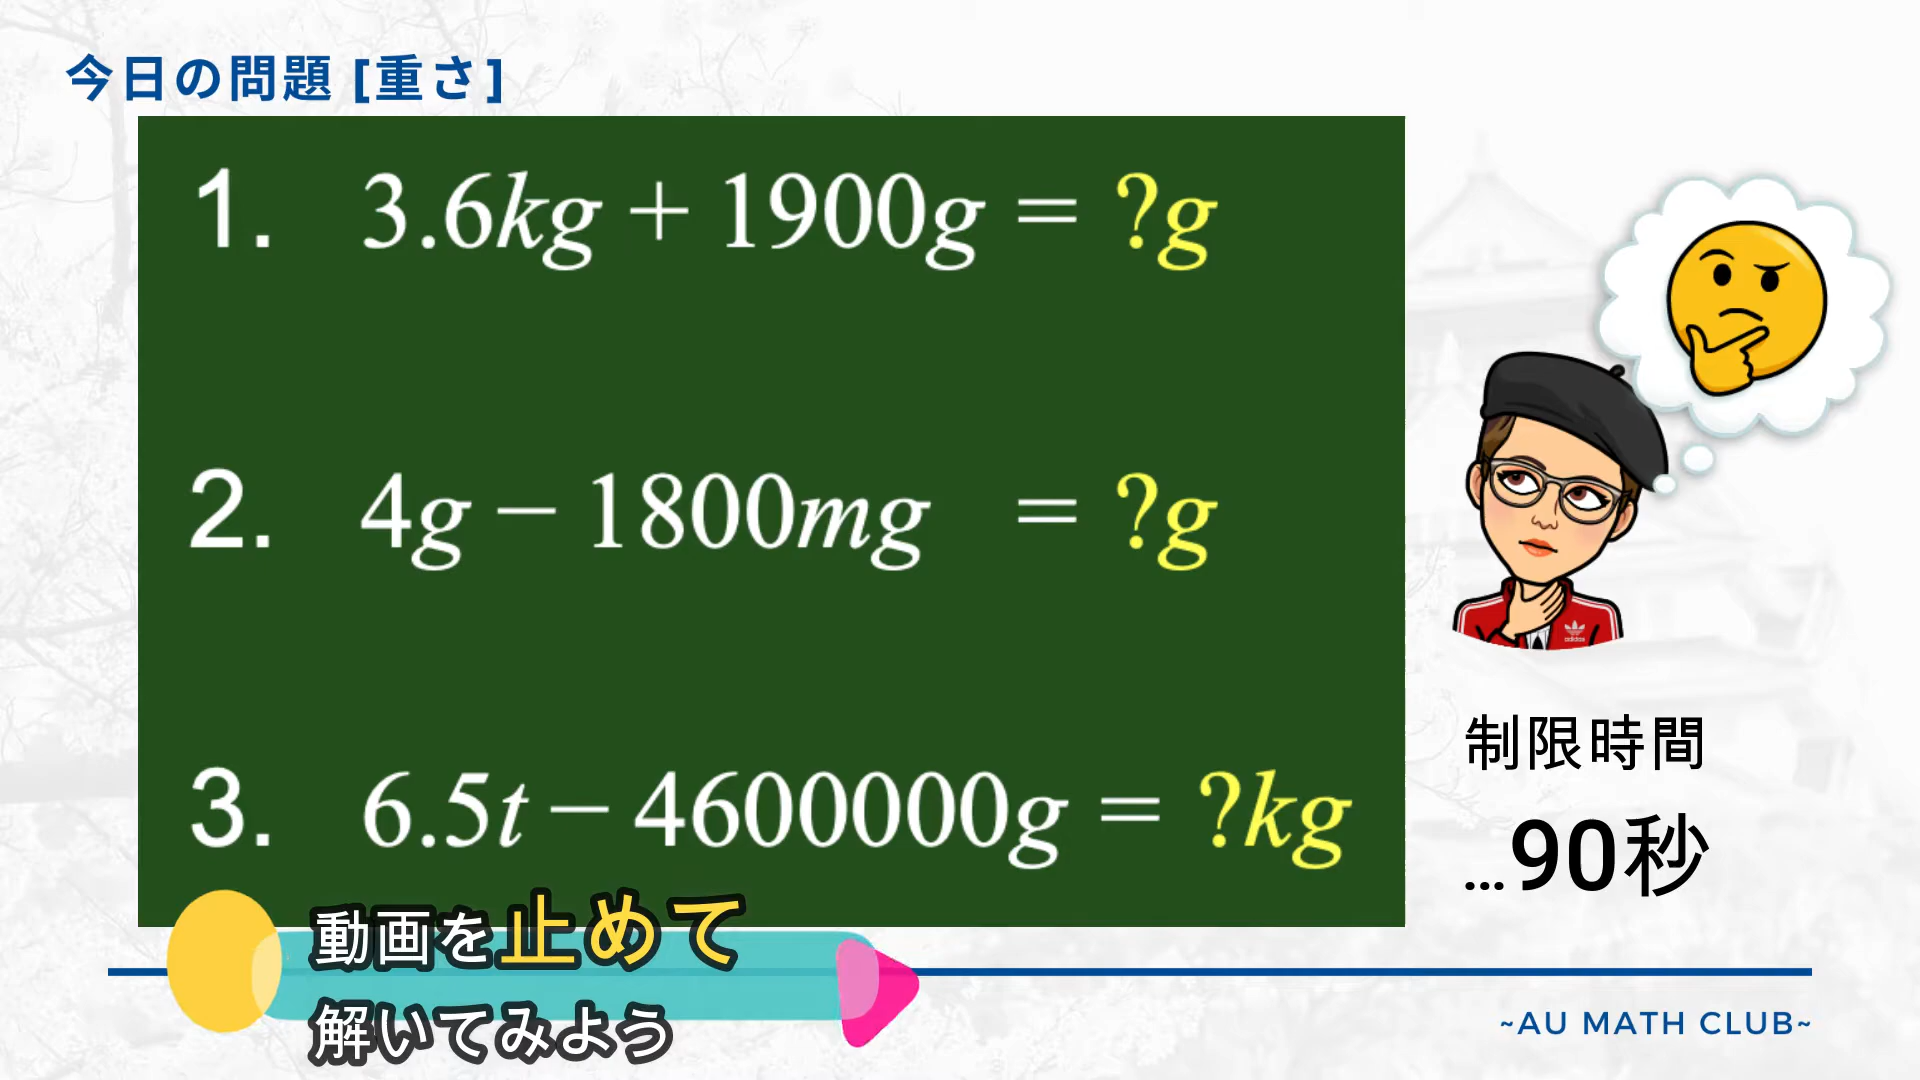 今日の問題 [重さ]
1. 3.6kg + 1900g = ?g
2. 4g − 1800mg = ?g
3. 6.5t − 4600000g = ?kg
adidas
制限時間
...90秒
動画を止めて
解いてみよう
~AU MATH CLUB~